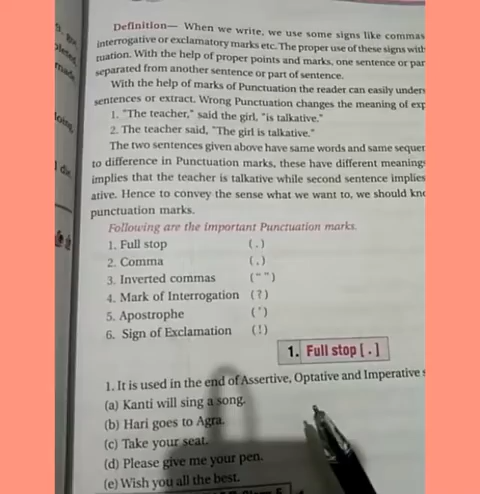 Definition— When we write, we use some signs like commas
interrogative or exclamatory marks etc. The proper use of these signs with
tuation. With the help of proper points and marks, one sentence or par
separated from another sentence or part of sentence.
With the help of marks of Punctuation the reader can easily under
sentences or extract. Wrong Punctuation changes the meaning of exp
1. "The teacher," said the girl, "is talkative."
2. The teacher said, "The girl is talkative."
The two sentences given above have same words and same sequen
to difference in Punctuation marks, these have different meaning
implies that the teacher is talkative while second sentence implies
ative. Hence to convey the sense what we want to, we should kno
punctuation marks.
Following are the important Punctuation marks.
1. Full stop (.)
2. Comma (,)
3. Inverted commas (“ ”)
4. Mark of Interrogation (?)
5. Apostrophe (’)
6. Sign of Exclamation (!)
1. Full stop [.]
1. It is used in the end of Assertive, Optative and Imperative s
(a) Kanti will sing a song.
(b) Hari goes to Agra.
(c) Take your seat.
(d) Please give me your pen.
(e) Wish you all the best.